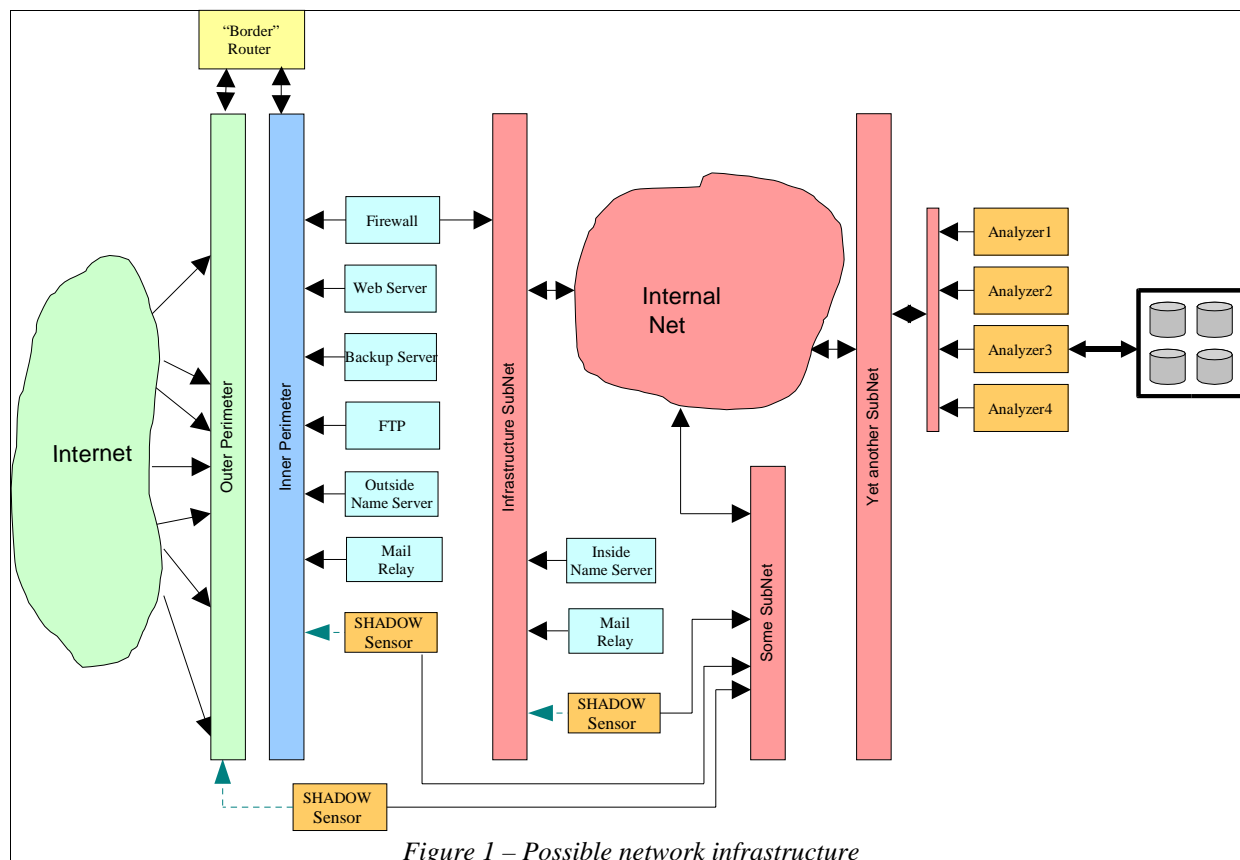 “Border”
Router
Internet
Outer Perimeter
Inner Perimeter
Firewall
Web Server
Backup Server
FTP
Outside
Name Server
Mail
Relay
SHADOW
Sensor
SHADOW
Sensor
Infrastructure SubNet
Inside
Name Server
Mail
Relay
SHADOW
Sensor
Internal
Net
Some SubNet
Yet another SubNet
Analyzer1
Analyzer2
Analyzer3
Analyzer4
Figure 1 – Possible network infrastructure